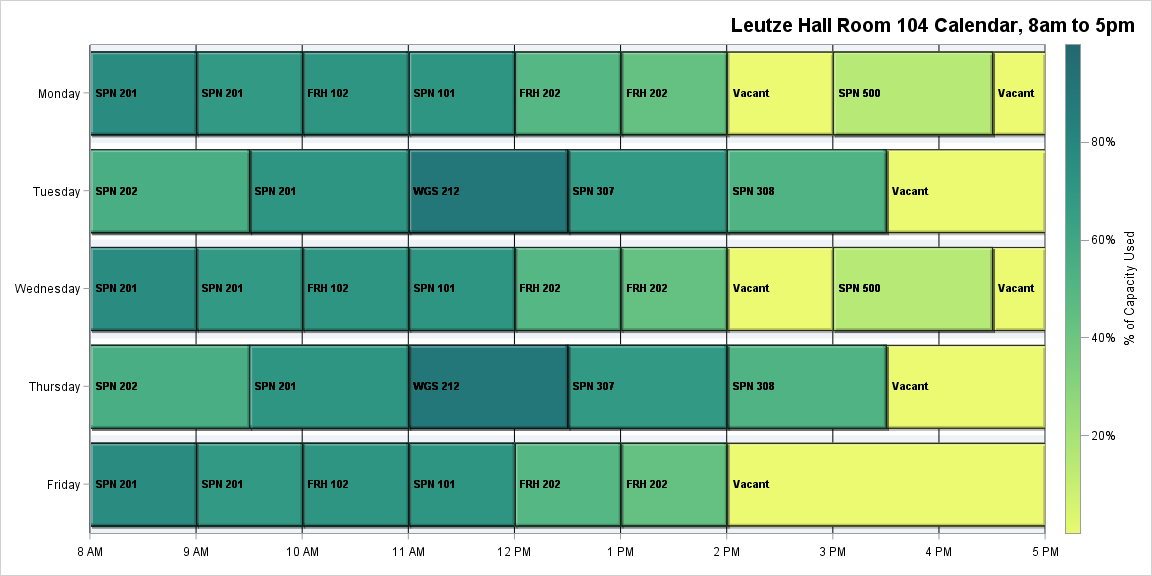 Leutze Hall Room 104 Calendar, 8am to 5pm
Monday
SPN 201
SPN 201
FRH 102
SPN 101
FRH 202
FRH 202
Vacant
SPN 500
Vacant
Tuesday
SPN 202
SPN 201
WGS 212
SPN 307
SPN 308
Vacant
Wednesday
SPN 201
SPN 201
FRH 102
SPN 101
FRH 202
FRH 202
Vacant
SPN 500
Vacant
Thursday
SPN 202
SPN 201
WGS 212
SPN 307
SPN 308
Vacant
Friday
SPN 201
SPN 201
FRH 102
SPN 101
FRH 202
FRH 202
Vacant
8 AM
9 AM
10 AM
11 AM
12 PM
1 PM
2 PM
3 PM
4 PM
5 PM
80%
60%
40%
20%
% of Capacity Used